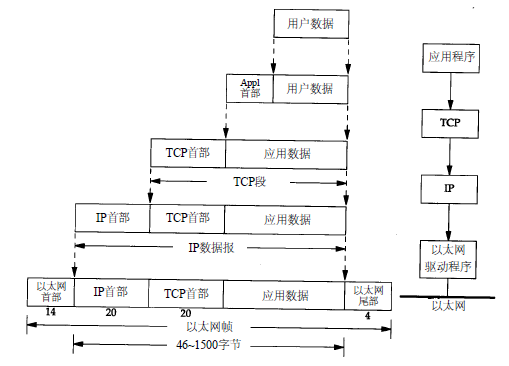 用户数据
Appl
首部
用户数据
应用程序
TCP首部
应用数据
TCP
TCP段
IP首部
TCP首部
应用数据
IP
IP数据报
以太网
驱动程序
以太网
首部
IP首部
TCP首部
应用数据
以太网
尾部
以太网
14
20
20
4
以太网帧
46~1500字节